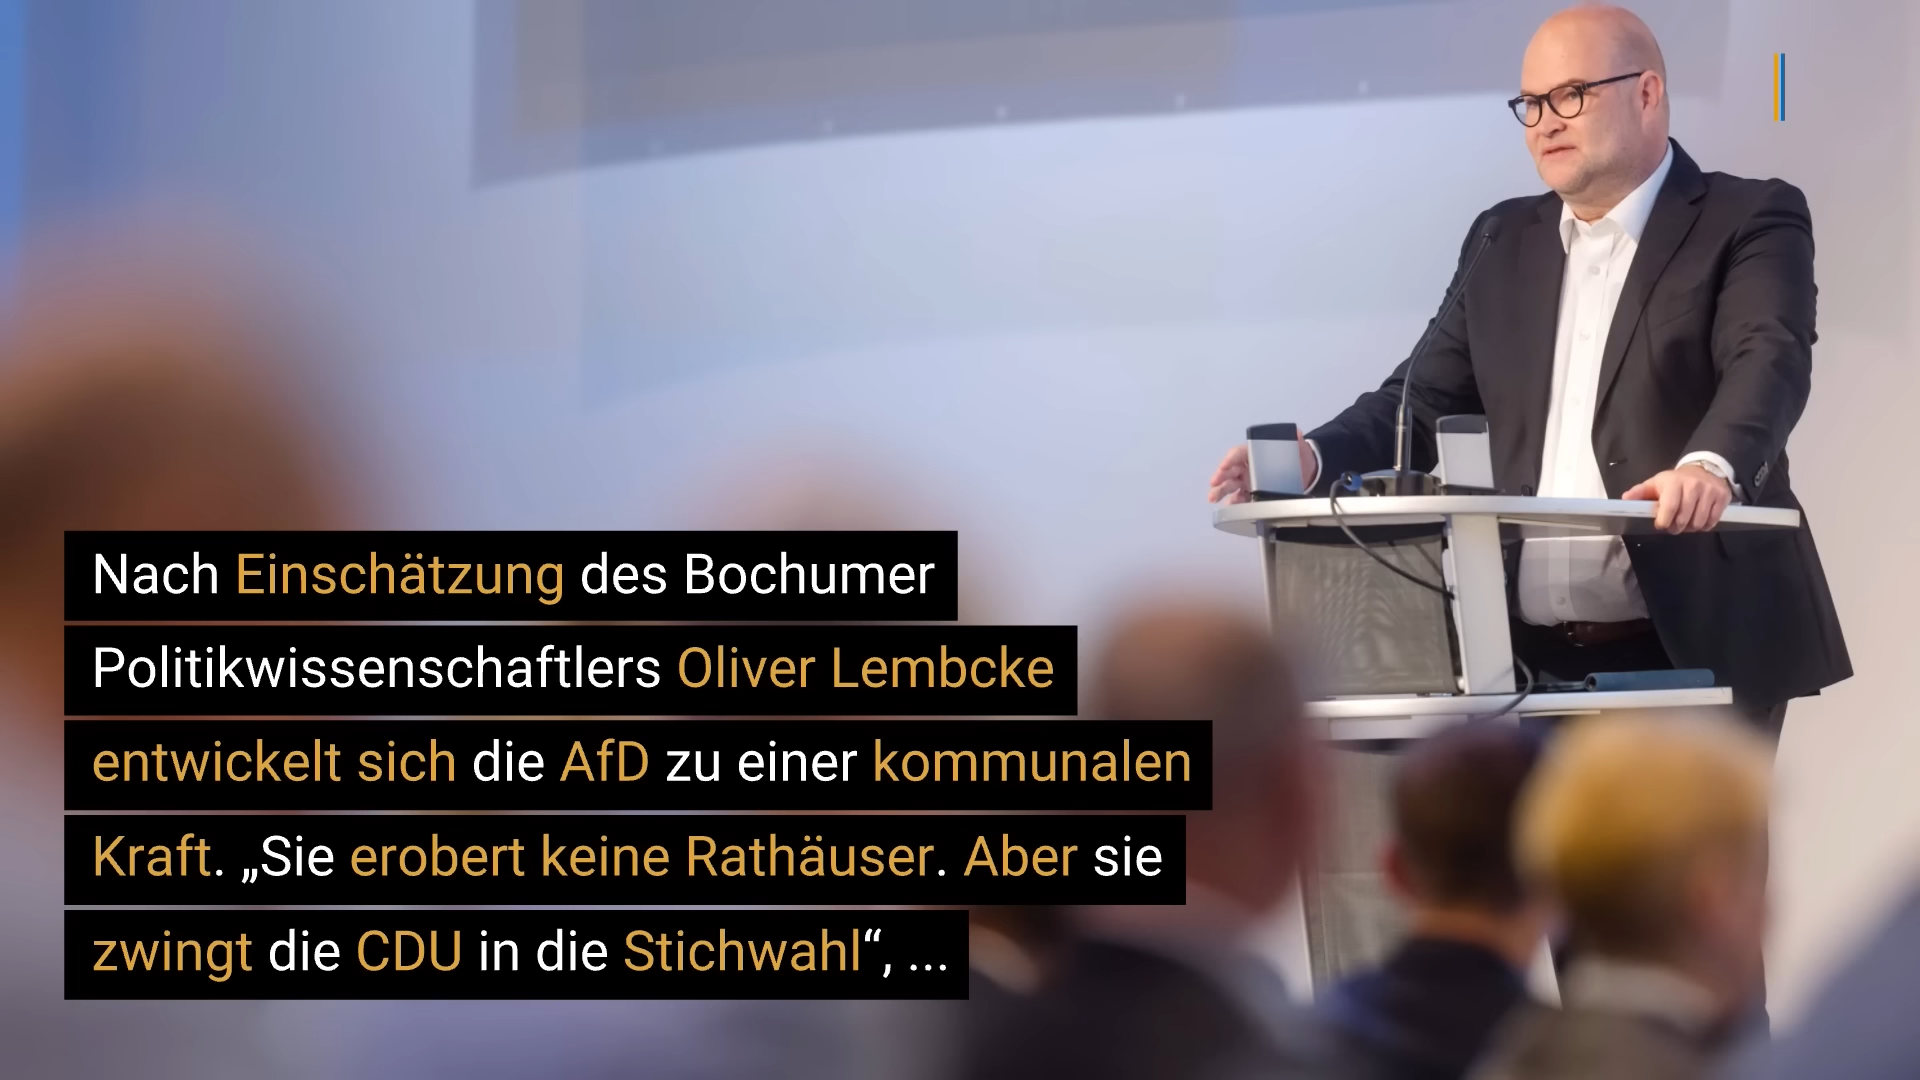 Nach Einschätzung des Bochumer
Politikwissenschaftlers Oliver Lembcke
entwickelt sich die AfD zu einer kommunalen
Kraft. „Sie erobert keine Rathäuser. Aber sie
zwingt die CDU in die Stichwahl“, ...